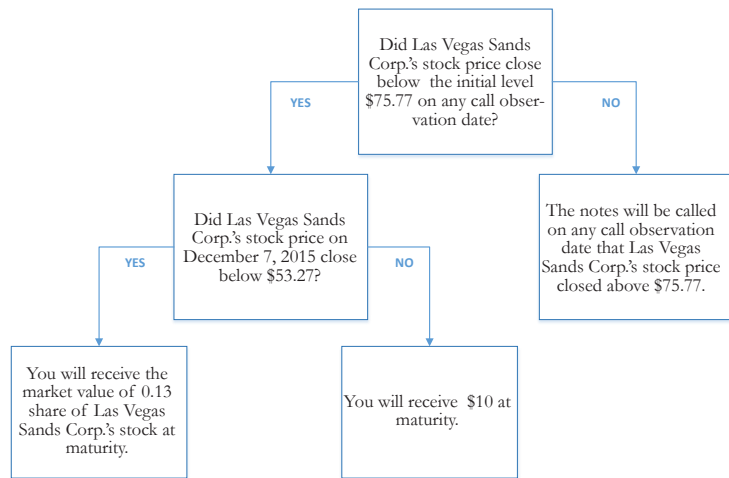 Did Las Vegas Sands
Corp.'s stock price close
below the initial level
$75.77 on any call obser-
vation date?
YES
NO
Did Las Vegas Sands
Corp.'s stock price on
December 7, 2015 close
below $53.27?
The notes will be called
on any call observation
date that Las Vegas
Sands Corp.'s stock price
closed above $75.77.
YES
NO
You will receive the
market value of 0.13
share of Las Vegas
Sands Corp.'s stock at
maturity.
You will receive $10 at
maturity.